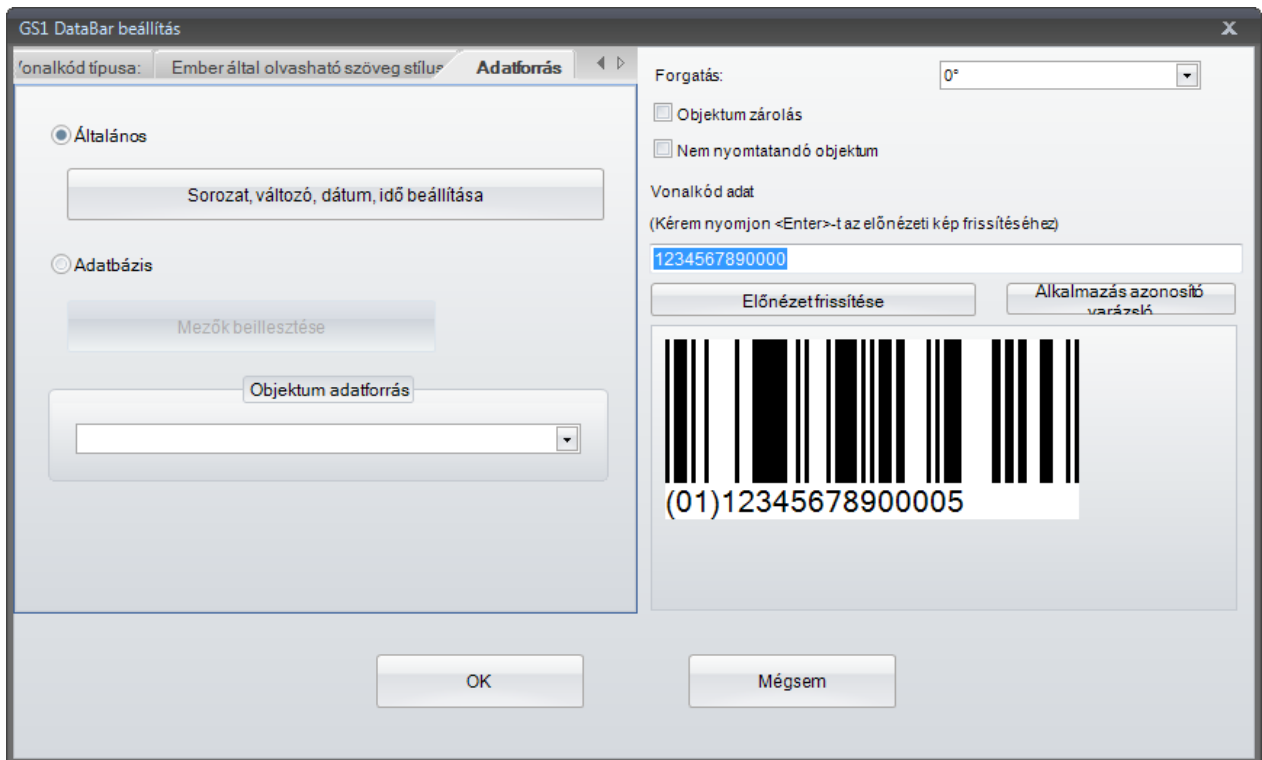 GS1 DataBar beállítás
x
onalkód típusa:
Ember által olvasható szöveg stílus
Adatforrás
Általános
Sorozat, változó, dátum, idő beállítása
Adatbázis
Mezők beillesztése
Objektum adatforrás
Forgatás:
0°
Objektum zárolás
Nem nyomtatandó objektum
Vonalkód adat
(Kérem nyomjon <Enter>-t az előnézeti kép frissítéséhez)
1234567890000
Előnézet frissítése
Alkalmazás azonosító
varázsló
(01)12345678900005
OK
Mégsem